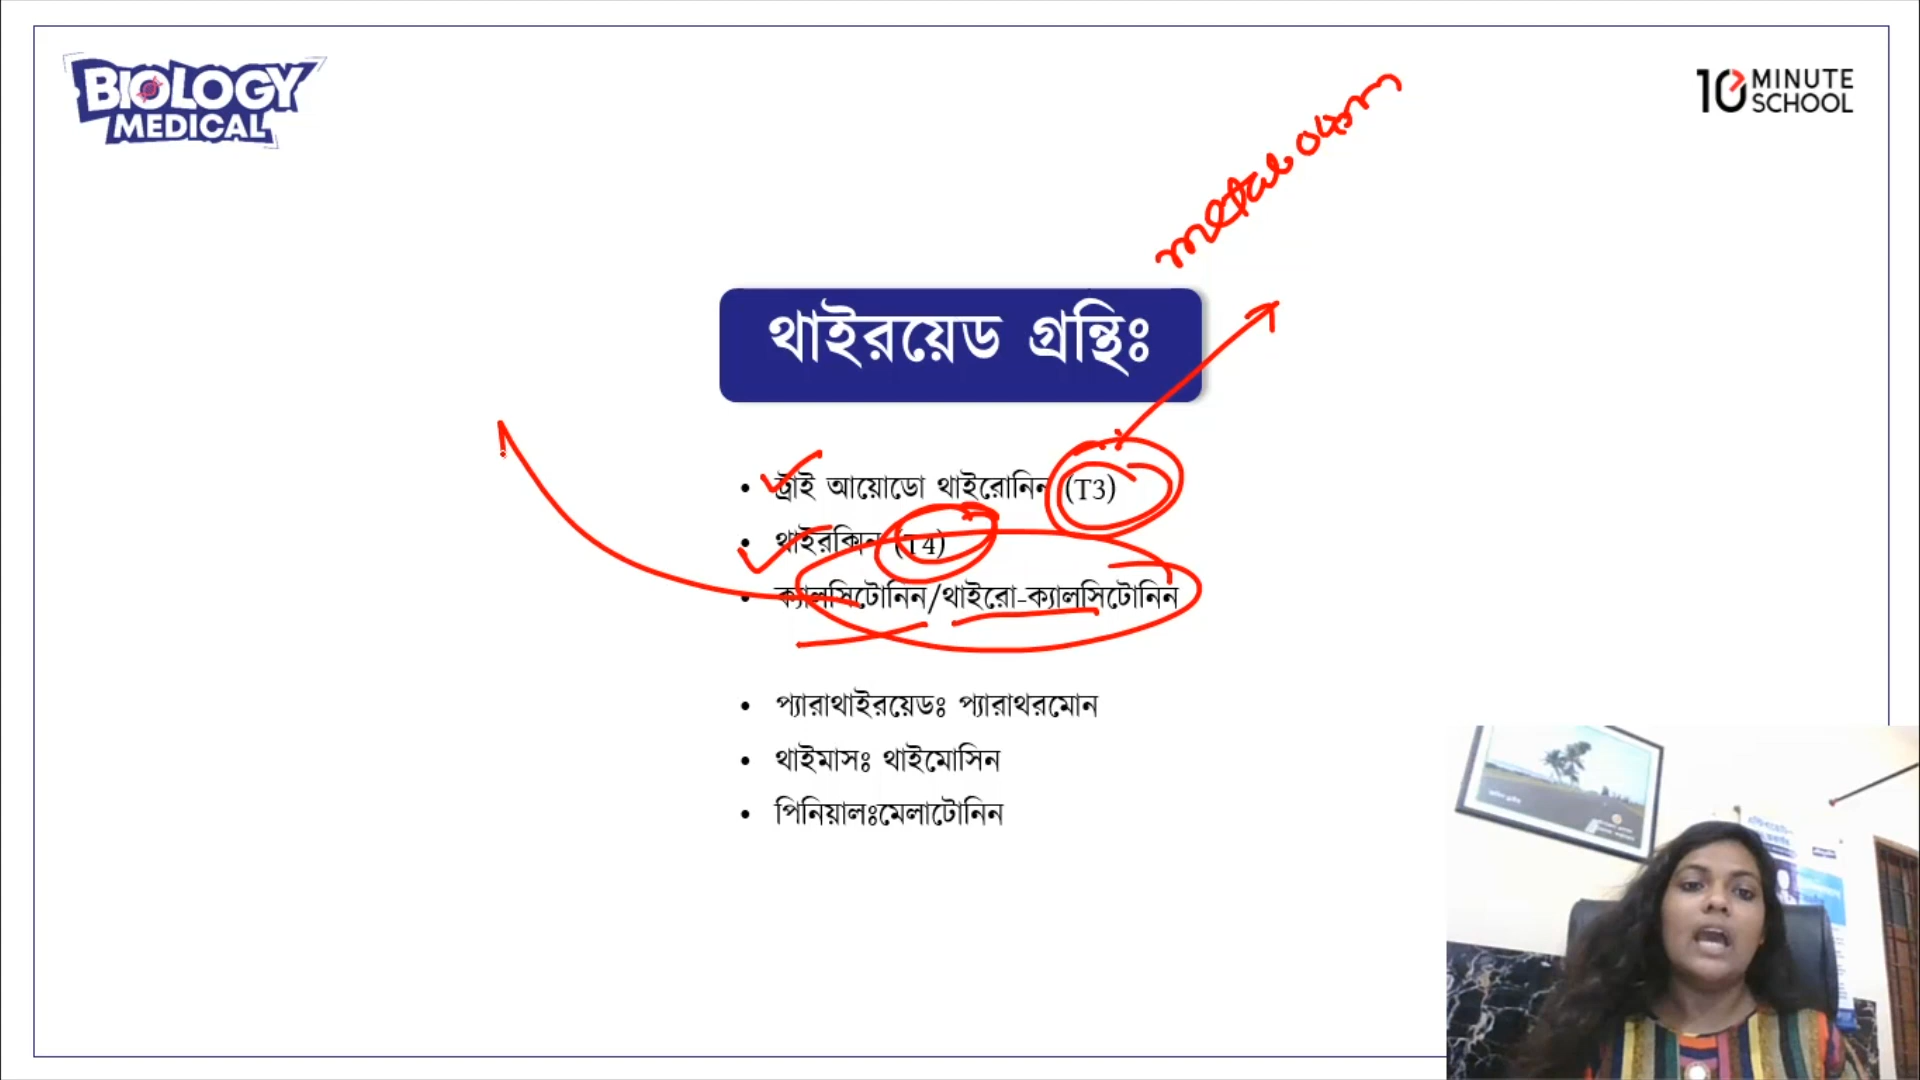 BIOLOGY
MEDICAL
10 MINUTE
SCHOOL
metabolism
থাইরয়েড গ্রন্থিঃ
• ট্রাই আয়োডো থাইরোনিন (T3)
• থাইরক্সিন (T4)
• ক্যালসিটোনিন/থাইরো-ক্যালসিটোনিন
• প্যারাথাইরয়েডঃ প্যারাথরমোন
• থাইমাসঃ থাইমোসিন
• পিনিয়ালঃমেলাটোনিন